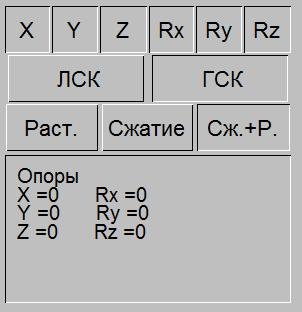 X Y Z Rx Ry Rz
ЛСК ГСК
Раст. Сжатие Сж.+Р.
Опоры
X =0 Rx =0
Y =0 Ry =0
Z =0 Rz =0